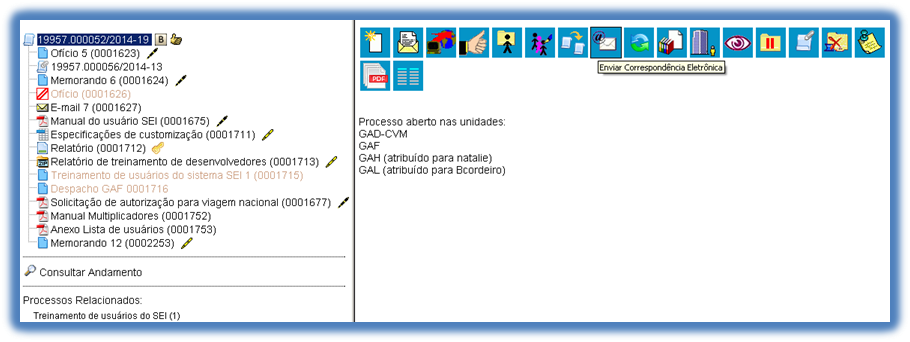 19957.000052/2014-19 B
Ofício 5 (0001623)
19957.000056/2014-13
Memorando 6 (0001624)
Ofício (0001626)
E-mail 7 (0001627)
Manual do usuário SEI (0001675)
Especificações de customização (0001711)
Relatório (0001712)
Relatório de treinamento de desenvolvedores (0001713)
Treinamento de usuários do sistema SEI 1 (0001715)
Despacho GAF 0001716
Solicitação de autorização para viagem nacional (0001677)
Manual Multiplicadores (0001752)
Anexo Lista de usuários (0001753)
Memorando 12 (0002253)
Consultar Andamento
Processos Relacionados:
Treinamento de usuários do SEI (1)
@
Enviar Correspondência Eletrônica
PDF
Processo aberto nas unidades:
GAD-CVM
GAF
GAH (atribuído para natalie)
GAL (atribuído para Bcordeiro)